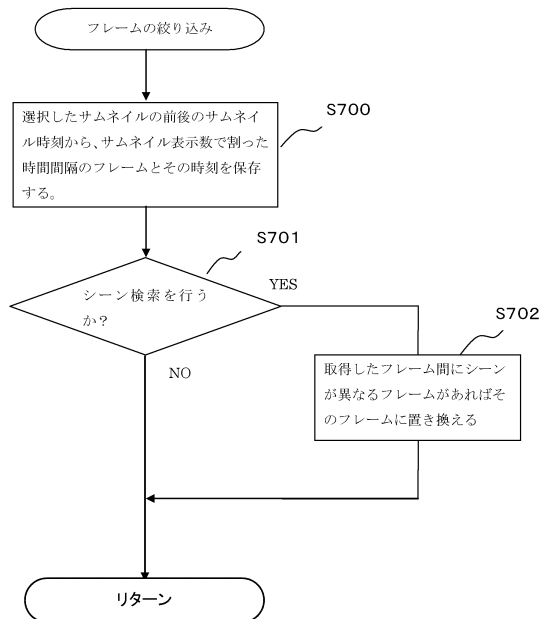 フレームの絞り込み
S700
選択したサムネイルの前後のサムネイ
ル時刻から、サムネイル表示数で割った
時間間隔のフレームとその時刻を保存
する。
S701
シーン検索を行う
か?
YES
NO
S702
取得したフレーム間にシーン
が異なるフレームがあればそ
のフレームに置き換える
リターン